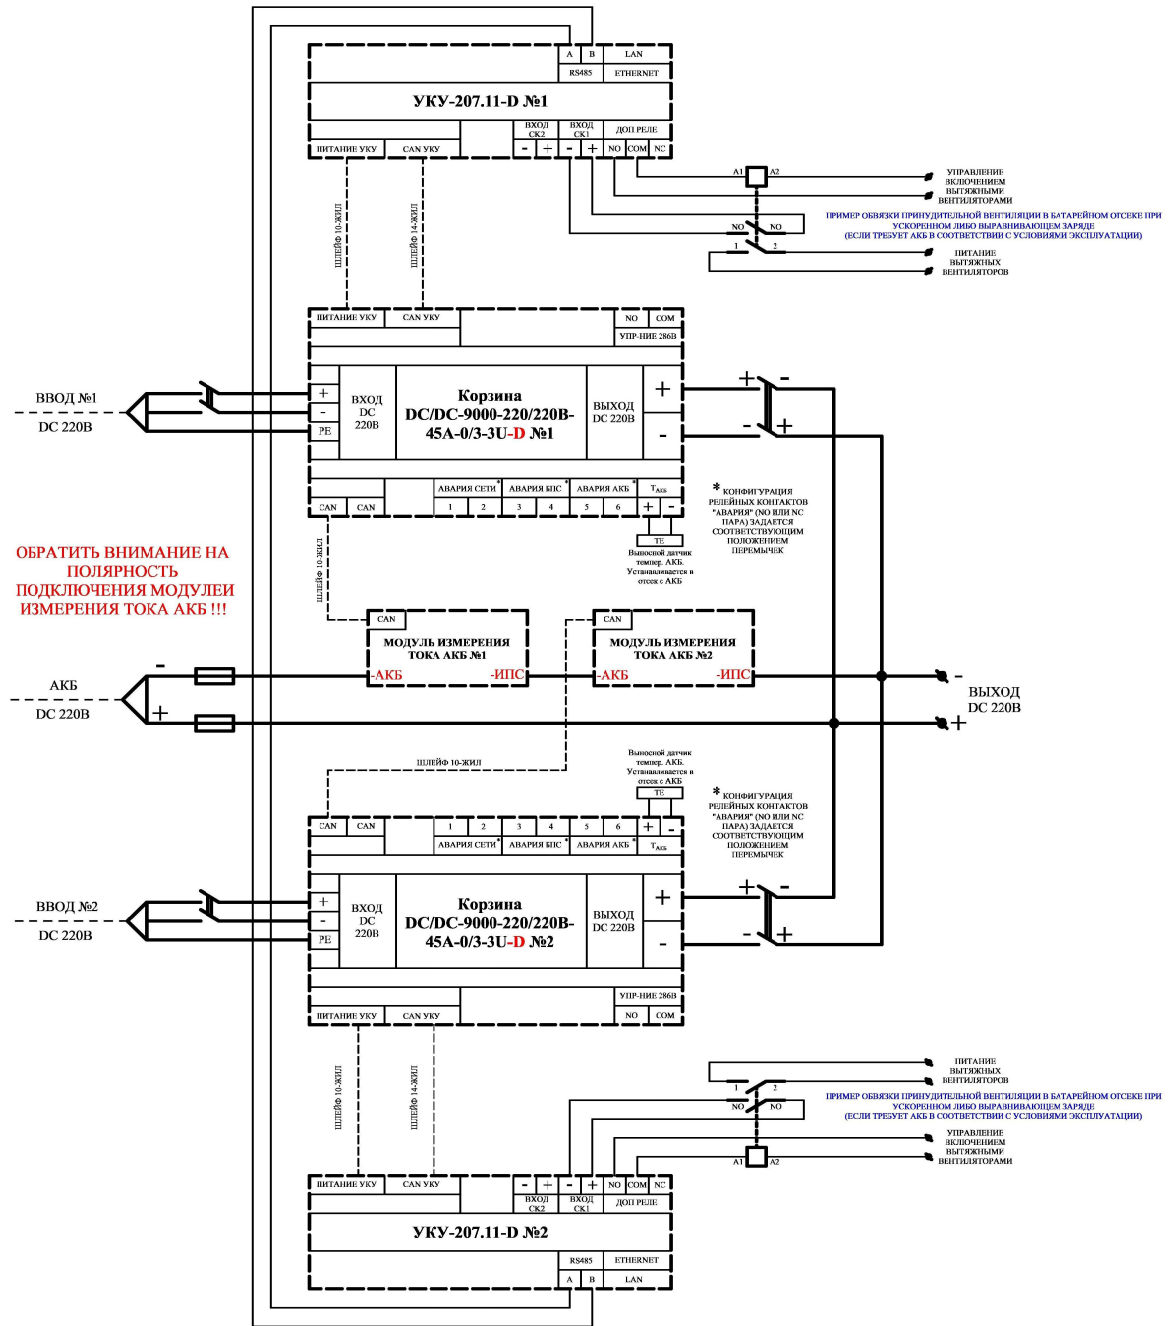 A B LAN
RS485 ETHERNET
УКУ-207.11-D №1
ВХОД СК2 ВХОД СК1 ДОП РЕЛЕ
ПИТАНИЕ УКУ CAN УКУ - + - + NO COM NC
ШЛЕЙФ 10-ЖИЛ
ШЛЕЙФ 14-ЖИЛ
A1 A2
УПРАВЛЕНИЕ
ВКЛЮЧЕНИЕМ
ВЫТЯЖНЫМИ
ВЕНТИЛЯТОРАМИ
ПРИМЕР ОБВЯЗКИ ПРИНУДИТЕЛЬНОЙ ВЕНТИЛЯЦИИ В БАТАРЕЙНОМ ОТСЕКЕ ПРИ
УСКОРЕННОМ ЛИБО ВЫРАВНИВАЮЩЕМ ЗАРЯДЕ
(ЕСЛИ ТРЕБУЕТ АКБ В СООТВЕТСТВИИ С УСЛОВИЯМИ ЭКСПЛУАТАЦИИ)
NO NO
1 2
ПИТАНИЕ
ВЫТЯЖНЫХ
ВЕНТИЛЯТОРОВ
ПИТАНИЕ УКУ CAN УКУ NO COM
УПР-НИЕ 286В
ВВОД №1
DC 220В
+
-
PE
ВХОД
DC
220В
Корзина
DC/DC-9000-220/220В-
45А-0/3-3U-D №1
ВЫХОД
DC 220В
+
-
+ -
- +
АВАРИЯ СЕТИ* АВАРИЯ БПС* АВАРИЯ АКБ* TАКБ
CAN CAN 1 2 3 4 5 6 + -
TE
Выносной датчик
темпер. АКБ.
Устанавливается в
отсек с АКБ
* КОНФИГУРАЦИЯ
РЕЛЕЙНЫХ КОНТАКТОВ
"АВАРИЯ" (NO ИЛИ NC
ПАРА) ЗАДАЕТСЯ
СООТВЕТСТВУЮЩИМ
ПОЛОЖЕНИЕМ
ПЕРЕМЫЧЕК
ШЛЕЙФ 10-ЖИЛ
ОБРАТИТЬ ВНИМАНИЕ НА
ПОЛЯРНОСТЬ
ПОДКЛЮЧЕНИЯ МОДУЛЕЙ
ИЗМЕРЕНИЯ ТОКА АКБ !!!
CAN
МОДУЛЬ ИЗМЕРЕНИЯ
ТОКА АКБ №1
-АКБ -ИПС
CAN
МОДУЛЬ ИЗМЕРЕНИЯ
ТОКА АКБ №2
-АКБ -ИПС
АКБ
DC 220В
-
+
-
+
ВЫХОД
DC 220В
ШЛЕЙФ 10-ЖИЛ
Выносной датчик
темпер. АКБ.
Устанавливается в
отсек с АКБ
TE
* КОНФИГУРАЦИЯ
РЕЛЕЙНЫХ КОНТАКТОВ
"АВАРИЯ" (NO ИЛИ NC
ПАРА) ЗАДАЕТСЯ
СООТВЕТСТВУЮЩИМ
ПОЛОЖЕНИЕМ
ПЕРЕМЫЧЕК
CAN CAN 1 2 3 4 5 6 + -
АВАРИЯ СЕТИ* АВАРИЯ БПС* АВАРИЯ АКБ* TАКБ
ВВОД №2
DC 220В
+
-
PE
ВХОД
DC
220В
Корзина
DC/DC-9000-220/220В-
45А-0/3-3U-D №2
ВЫХОД
DC 220В
+
-
+ -
- +
УПР-НИЕ 286В
ПИТАНИЕ УКУ CAN УКУ NO COM
ШЛЕЙФ 10-ЖИЛ
ШЛЕЙФ 14-ЖИЛ
ПИТАНИЕ
ВЫТЯЖНЫХ
ВЕНТИЛЯТОРОВ
1 2
NO NO
ПРИМЕР ОБВЯЗКИ ПРИНУДИТЕЛЬНОЙ ВЕНТИЛЯЦИИ В БАТАРЕЙНОМ ОТСЕКЕ ПРИ
УСКОРЕННОМ ЛИБО ВЫРАВНИВАЮЩЕМ ЗАРЯДЕ
(ЕСЛИ ТРЕБУЕТ АКБ В СООТВЕТСТВИИ С УСЛОВИЯМИ ЭКСПЛУАТАЦИИ)
УПРАВЛЕНИЕ
ВКЛЮЧЕНИЕМ
ВЫТЯЖНЫМИ
ВЕНТИЛЯТОРАМИ
A1 A2
ПИТАНИЕ УКУ CAN УКУ - + - + NO COM NC
ВХОД СК2 ВХОД СК1 ДОП РЕЛЕ
УКУ-207.11-D №2
RS485 ETHERNET
A B LAN